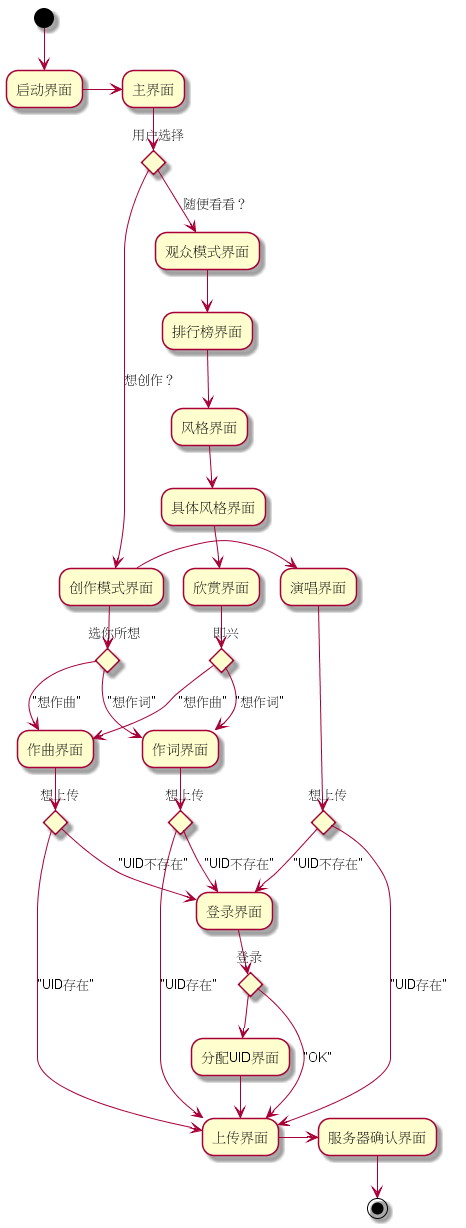 启动界面
主界面
用户选择
随便看看？
观众模式界面
排行榜界面
想创作？
风格界面
具体风格界面
创作模式界面
欣赏界面
演唱界面
选你所想
即兴
"想作曲"
"想作词"
"想作曲"
"想作词"
作曲界面
作词界面
想上传
想上传
想上传
"UID不存在"
"UID不存在"
"UID不存在"
登录界面
登录
"UID存在"
"UID存在"
"UID存在"
分配UID界面
"OK"
上传界面
服务器确认界面